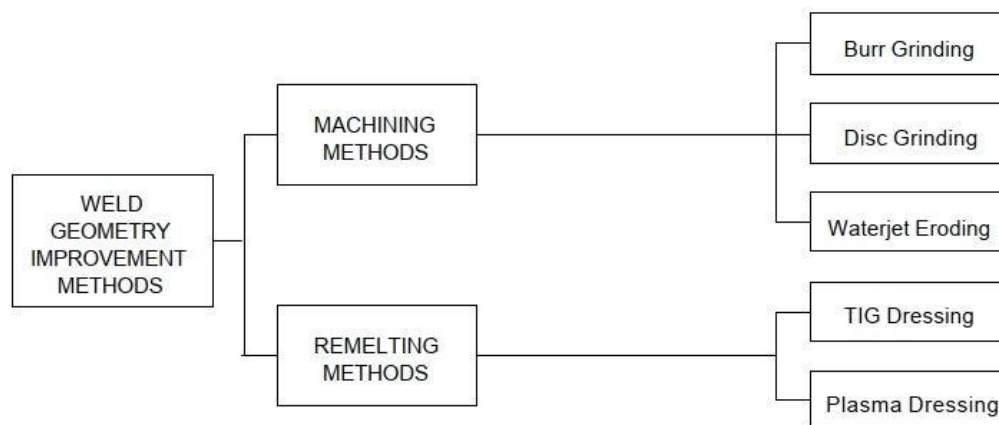 WELD
GEOMETRY
IMPROVEMENT
METHODS
MACHINING
METHODS
Burr Grinding
Disc Grinding
Waterjet Eroding
REMELTING
METHODS
TIG Dressing
Plasma Dressing